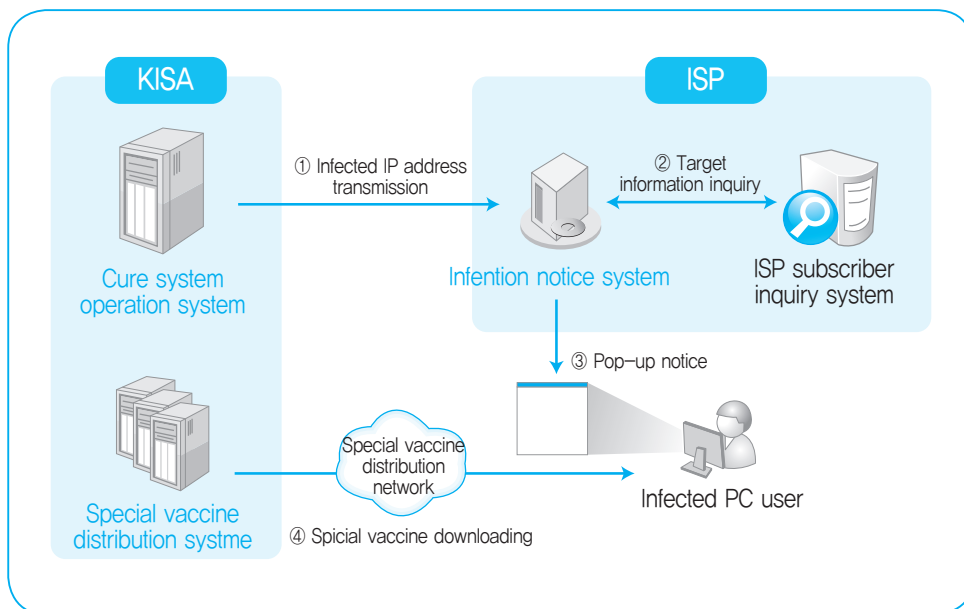 KISA
ISP
① Infected IP address
transmission
② Target
information inquiry
Cure system
operation system
Infention notice system
ISP subscriber
inquiry system
③ Pop-up notice
Special vaccine
distribution
network
Infected PC user
Special vaccine
distribution systme
④ Spicial vaccine downloading